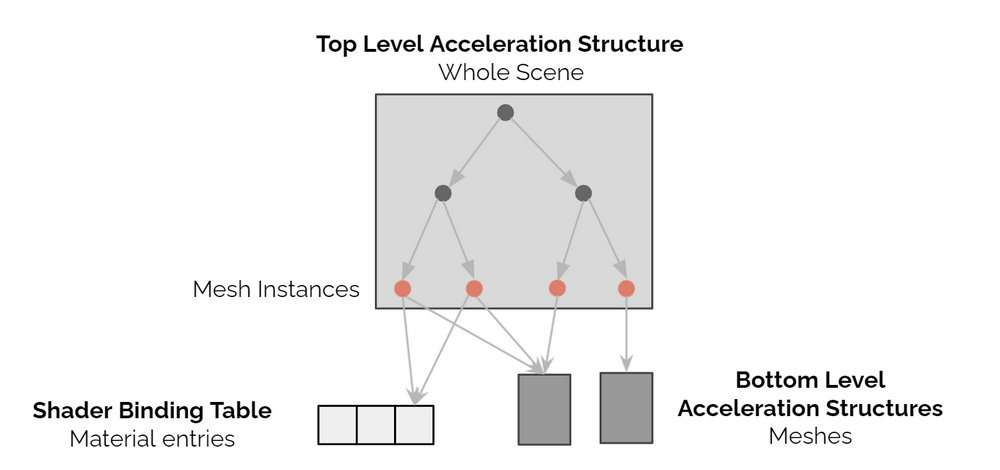 Top Level Acceleration Structure
Whole Scene
Mesh Instances
Shader Binding Table
Material entries
Bottom Level
Acceleration Structures
Meshes